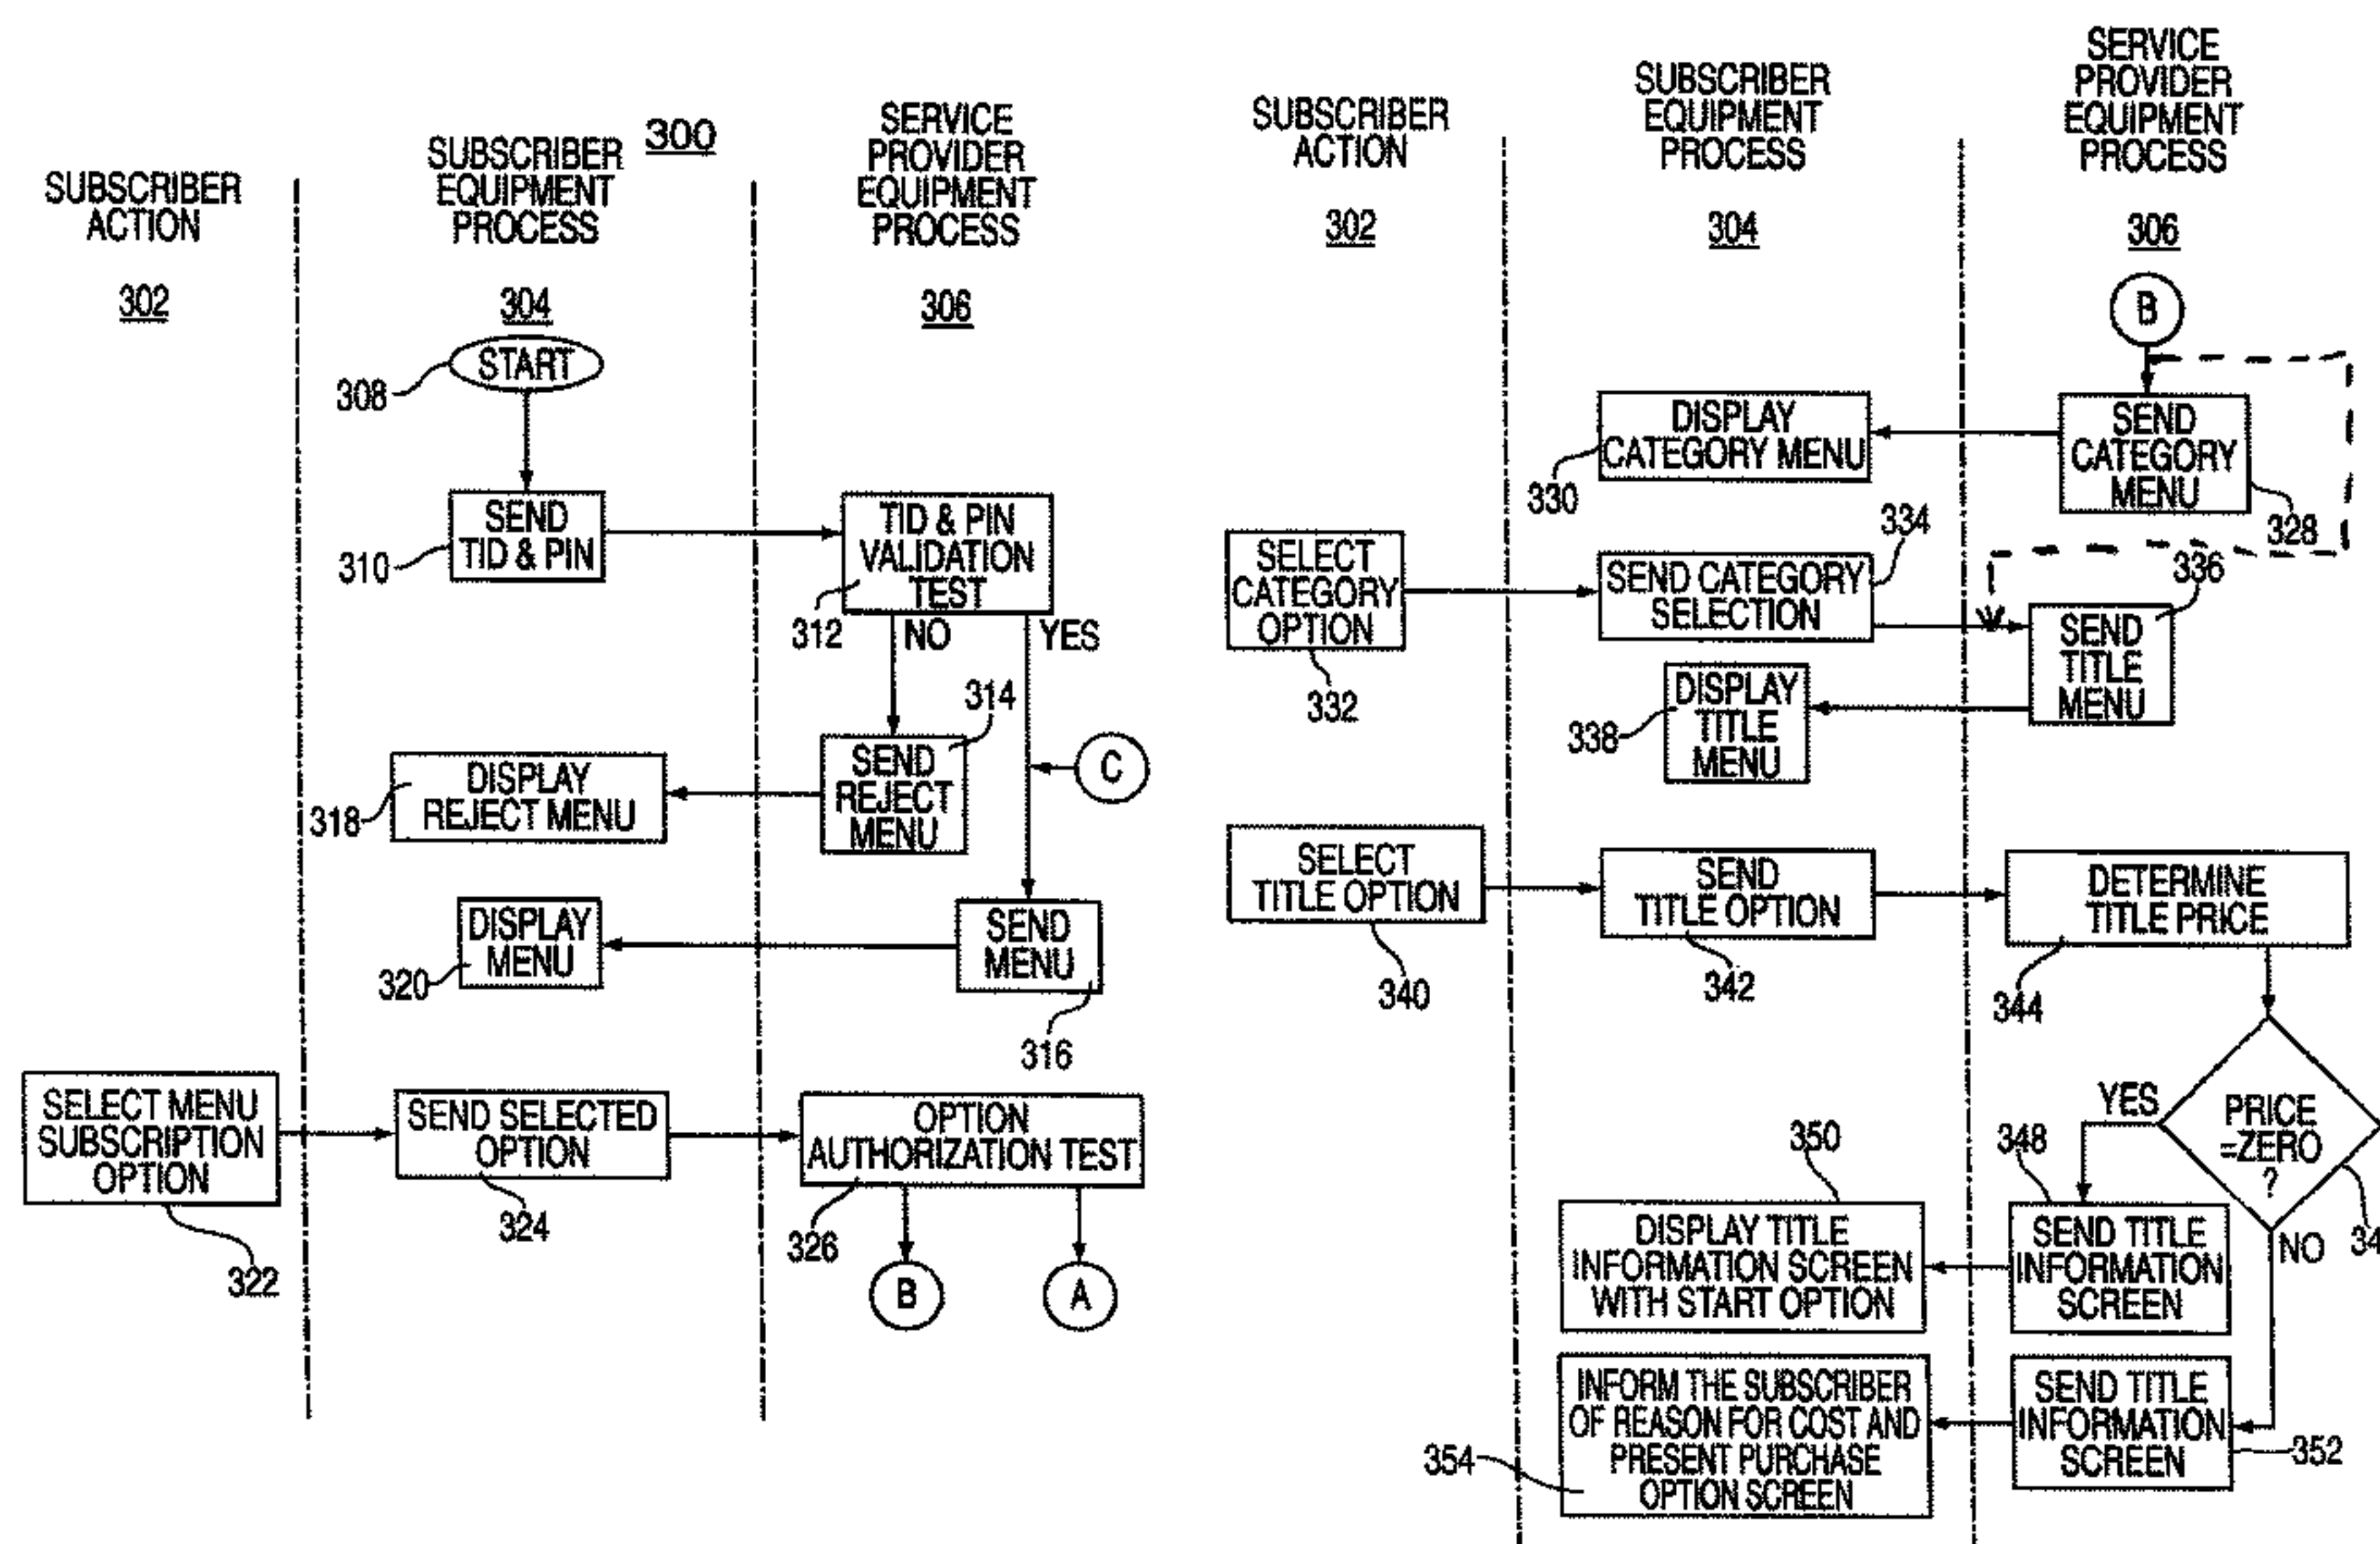 300
SUBSCRIBER
ACTION
302
SUBSCRIBER
EQUIPMENT
PROCESS
304
SERVICE
PROVIDER
EQUIPMENT
PROCESS
306
START
308
SEND
TID & PIN
310
TID & PIN
VALIDATION
TEST
312
NO
YES
314
SEND
REJECT
MENU
C
DISPLAY
REJECT MENU
318
DISPLAY
MENU
320
SEND
MENU
316
SELECT MENU
SUBSCRIPTION
OPTION
322
SEND SELECTED
OPTION
324
OPTION
AUTHORIZATION TEST
326
B
A
SUBSCRIBER
ACTION
302
SUBSCRIBER
EQUIPMENT
PROCESS
304
SERVICE
PROVIDER
EQUIPMENT
PROCESS
306
B
DISPLAY
CATEGORY MENU
330
SEND
CATEGORY
MENU
328
SELECT
CATEGORY
OPTION
332
SEND CATEGORY
SELECTION
334
336
SEND
TITLE
MENU
DISPLAY
TITLE
MENU
338
SELECT
TITLE OPTION
340
SEND
TITLE OPTION
342
DETERMINE
TITLE PRICE
344
PRICE
=ZERO
?
YES
NO
34
348
SEND TITLE
INFORMATION
SCREEN
350
DISPLAY TITLE
INFORMATION SCREEN
WITH START OPTION
SEND TITLE
INFORMATION
SCREEN
352
INFORM THE SUBSCRIBER
OF REASON FOR COST AND
PRESENT PURCHASE
OPTION SCREEN
354